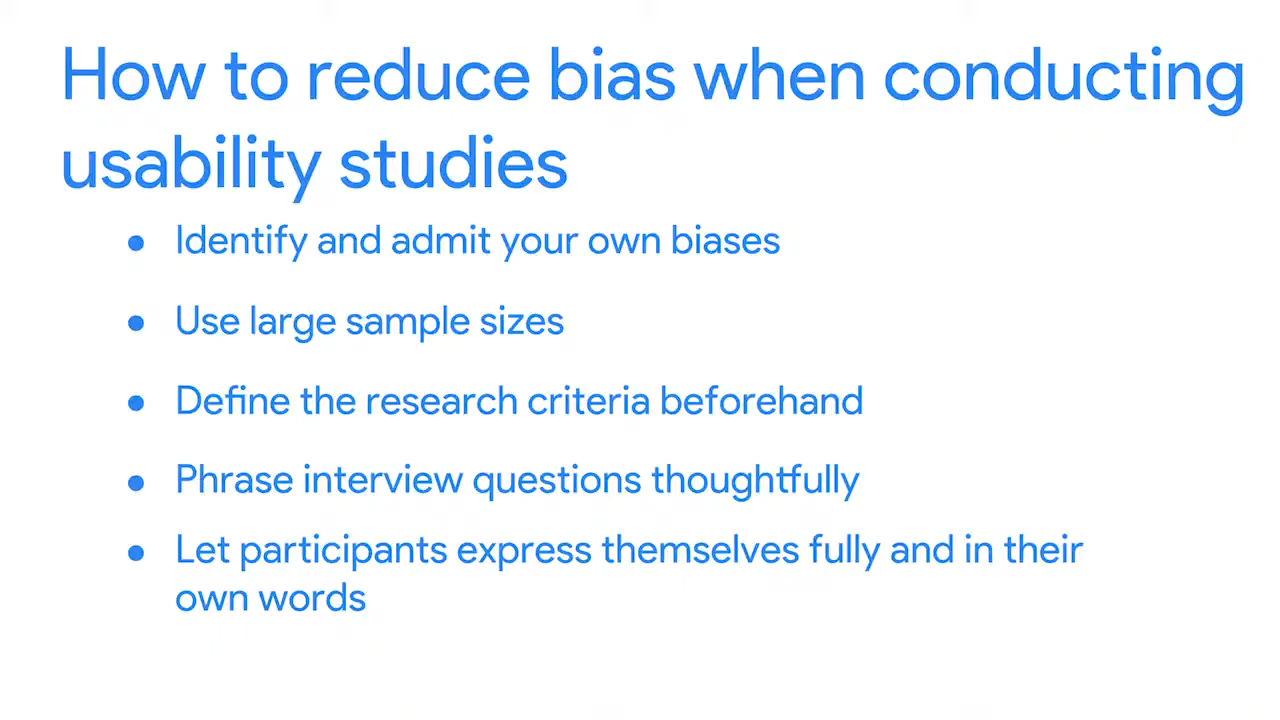 How to reduce bias when conducting
usability studies
● Identify and admit your own biases
● Use large sample sizes
● Define the research criteria beforehand
● Phrase interview questions thoughtfully
● Let participants express themselves fully and in their
own words